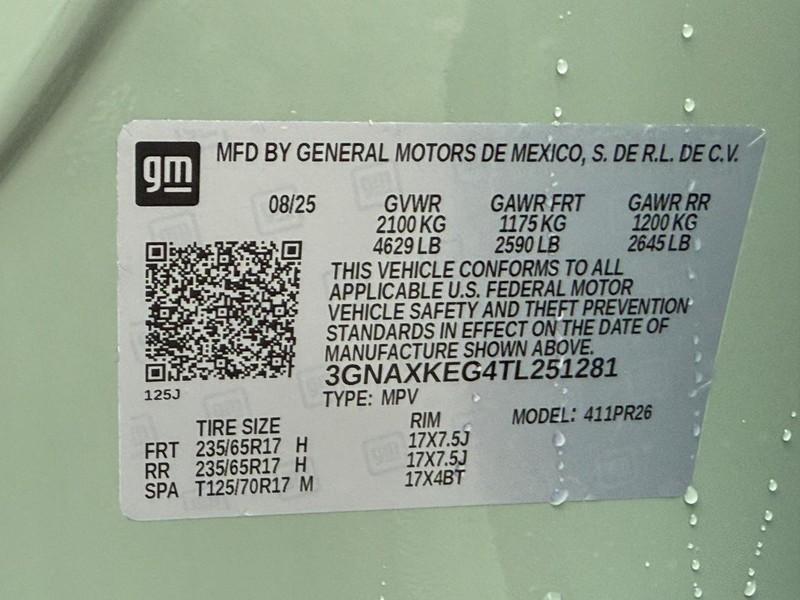 gm MFD BY GENERAL MOTORS DE MEXICO, S. DE R.L. DE C.V.
08/25 GVWR GAWR FRT GAWR RR
2100 KG 1175 KG 1200 KG
4629 LB 2590 LB 2645 LB
THIS VEHICLE CONFORMS TO ALL
APPLICABLE U.S. FEDERAL MOTOR
VEHICLE SAFETY AND THEFT PREVENTION
STANDARDS IN EFFECT ON THE DATE OF
MANUFACTURE SHOWN ABOVE.
3GNAXKEG4TL251281
125J
TYPE: MPV
MODEL: 411PR26
TIRE SIZE RIM
FRT 235/65R17 H 17X7.5J
RR 235/65R17 H 17X7.5J
SPA T125/70R17 M 17X4BT